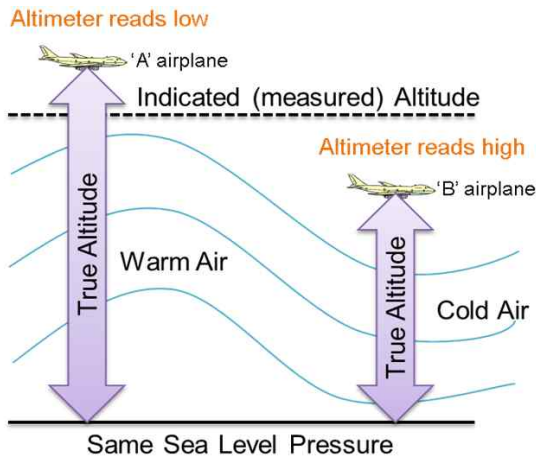 Altimeter reads low
'A' airplane
Indicated (measured) Altitude
Altimeter reads high
'B' airplane
True Altitude
Warm Air
True Altitude
Cold Air
Same Sea Level Pressure